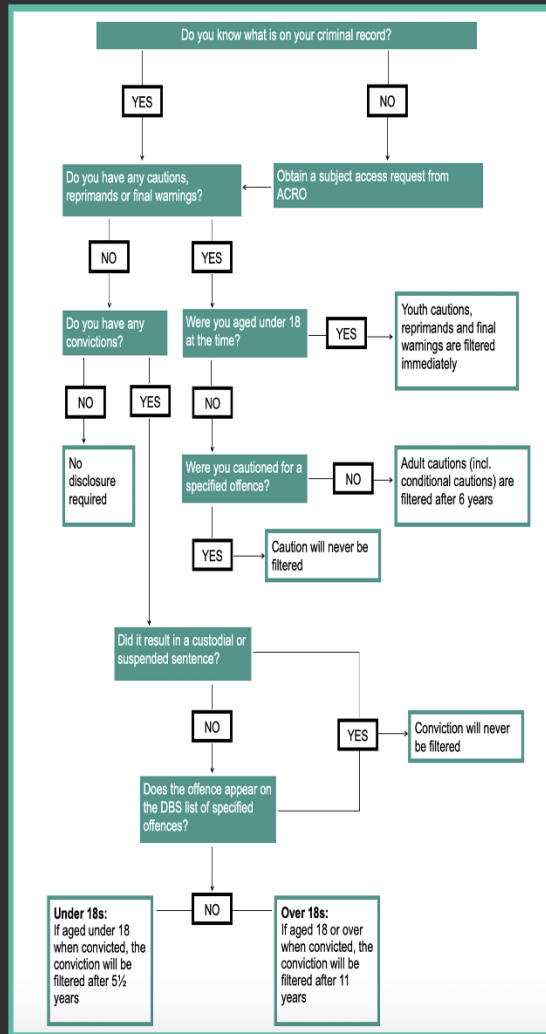 Do you know what is on your criminal record?
YES
NO
Do you have any cautions,
reprimands or final warnings?
Obtain a subject access request from
ACRO
NO
YES
Do you have any
convictions?
Were you aged under 18
at the time?
YES
Youth cautions,
reprimands and final
warnings are filtered
immediately
NO
YES
NO
No
disclosure
required
Were you cautioned for a
specified offence?
NO
Adult cautions (incl.
conditional cautions) are
filtered after 6 years
YES
Caution will never be
filtered
Did it result in a custodial or
suspended sentence?
NO
YES
Conviction will never
be filtered
Does the offence appear on
the DBS list of specified
offences?
NO
Under 18s:
If aged under 18
when convicted, the
conviction will be
filtered after 5½
years
Over 18s:
If aged 18 or over
when convicted, the
conviction will be
filtered after 11
years